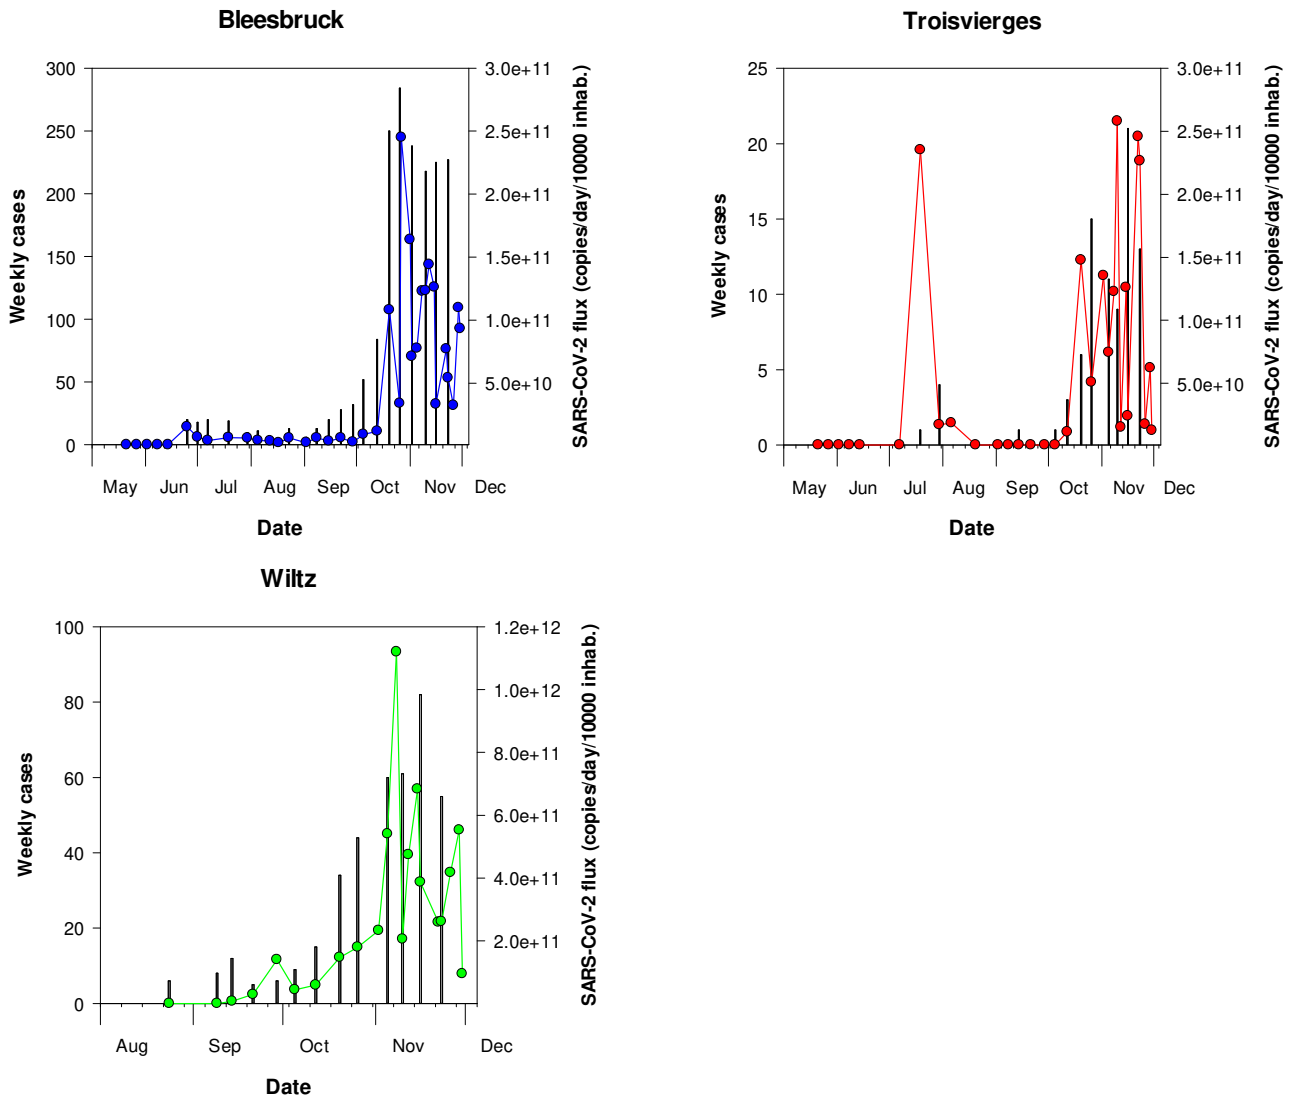 Bleesbruck
300
250
200
150
100
50
0
Weekly cases
3.0e+11
2.5e+11
2.0e+11
1.5e+11
1.0e+11
5.0e+10
SARS-CoV-2 flux (copies/day/10000 inhab.)
May Jun Jul Aug Sep Oct Nov Dec
Date
Troisvierges
25
20
15
10
5
0
Weekly cases
3.0e+11
2.5e+11
2.0e+11
1.5e+11
1.0e+11
5.0e+10
SARS-CoV-2 flux (copies/day/10000 inhab.)
May Jun Jul Aug Sep Oct Nov Dec
Date
Wiltz
100
80
60
40
20
0
Weekly cases
1.2e+12
1.0e+12
8.0e+11
6.0e+11
4.0e+11
2.0e+11
SARS-CoV-2 flux (copies/day/10000 inhab.)
Aug Sep Oct Nov Dec
Date